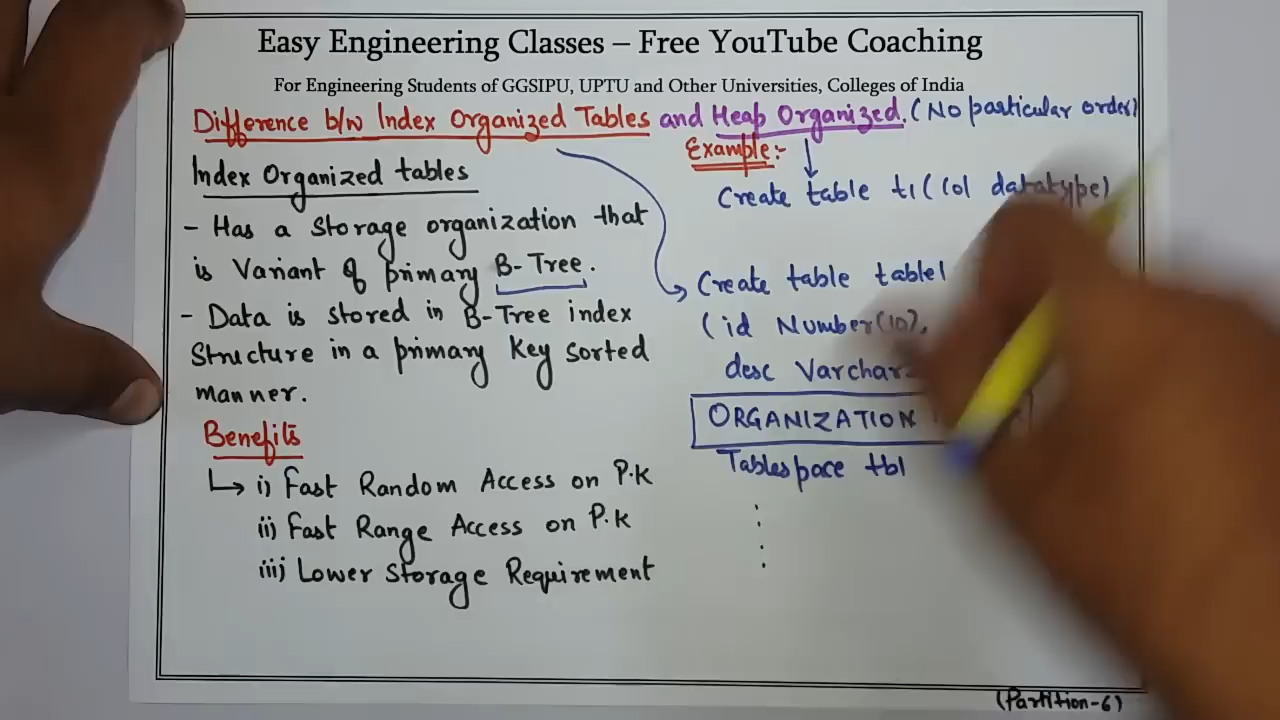 Easy Engineering Classes – Free YouTube Coaching
For Engineering Students of GGSIPU, UPTU and Other Universities, Colleges of India
Difference b/w Index Organized Tables and Heap Organized. (No particular order)
Index Organized tables
- Has a storage organization that
is Variant of primary B-Tree.
- Data is stored in B-Tree index
Structure in a primary Key sorted
manner.
Benefits
↳ i) Fast Random Access on P.K
ii) Fast Range Access on P.K
iii) Lower Storage Requirement
Example:-
Create table t1 (Col datatype)
Create table table1
(id Number(10),
desc Varchar
ORGANIZATION
Tablespace tbl
(Partition-6)